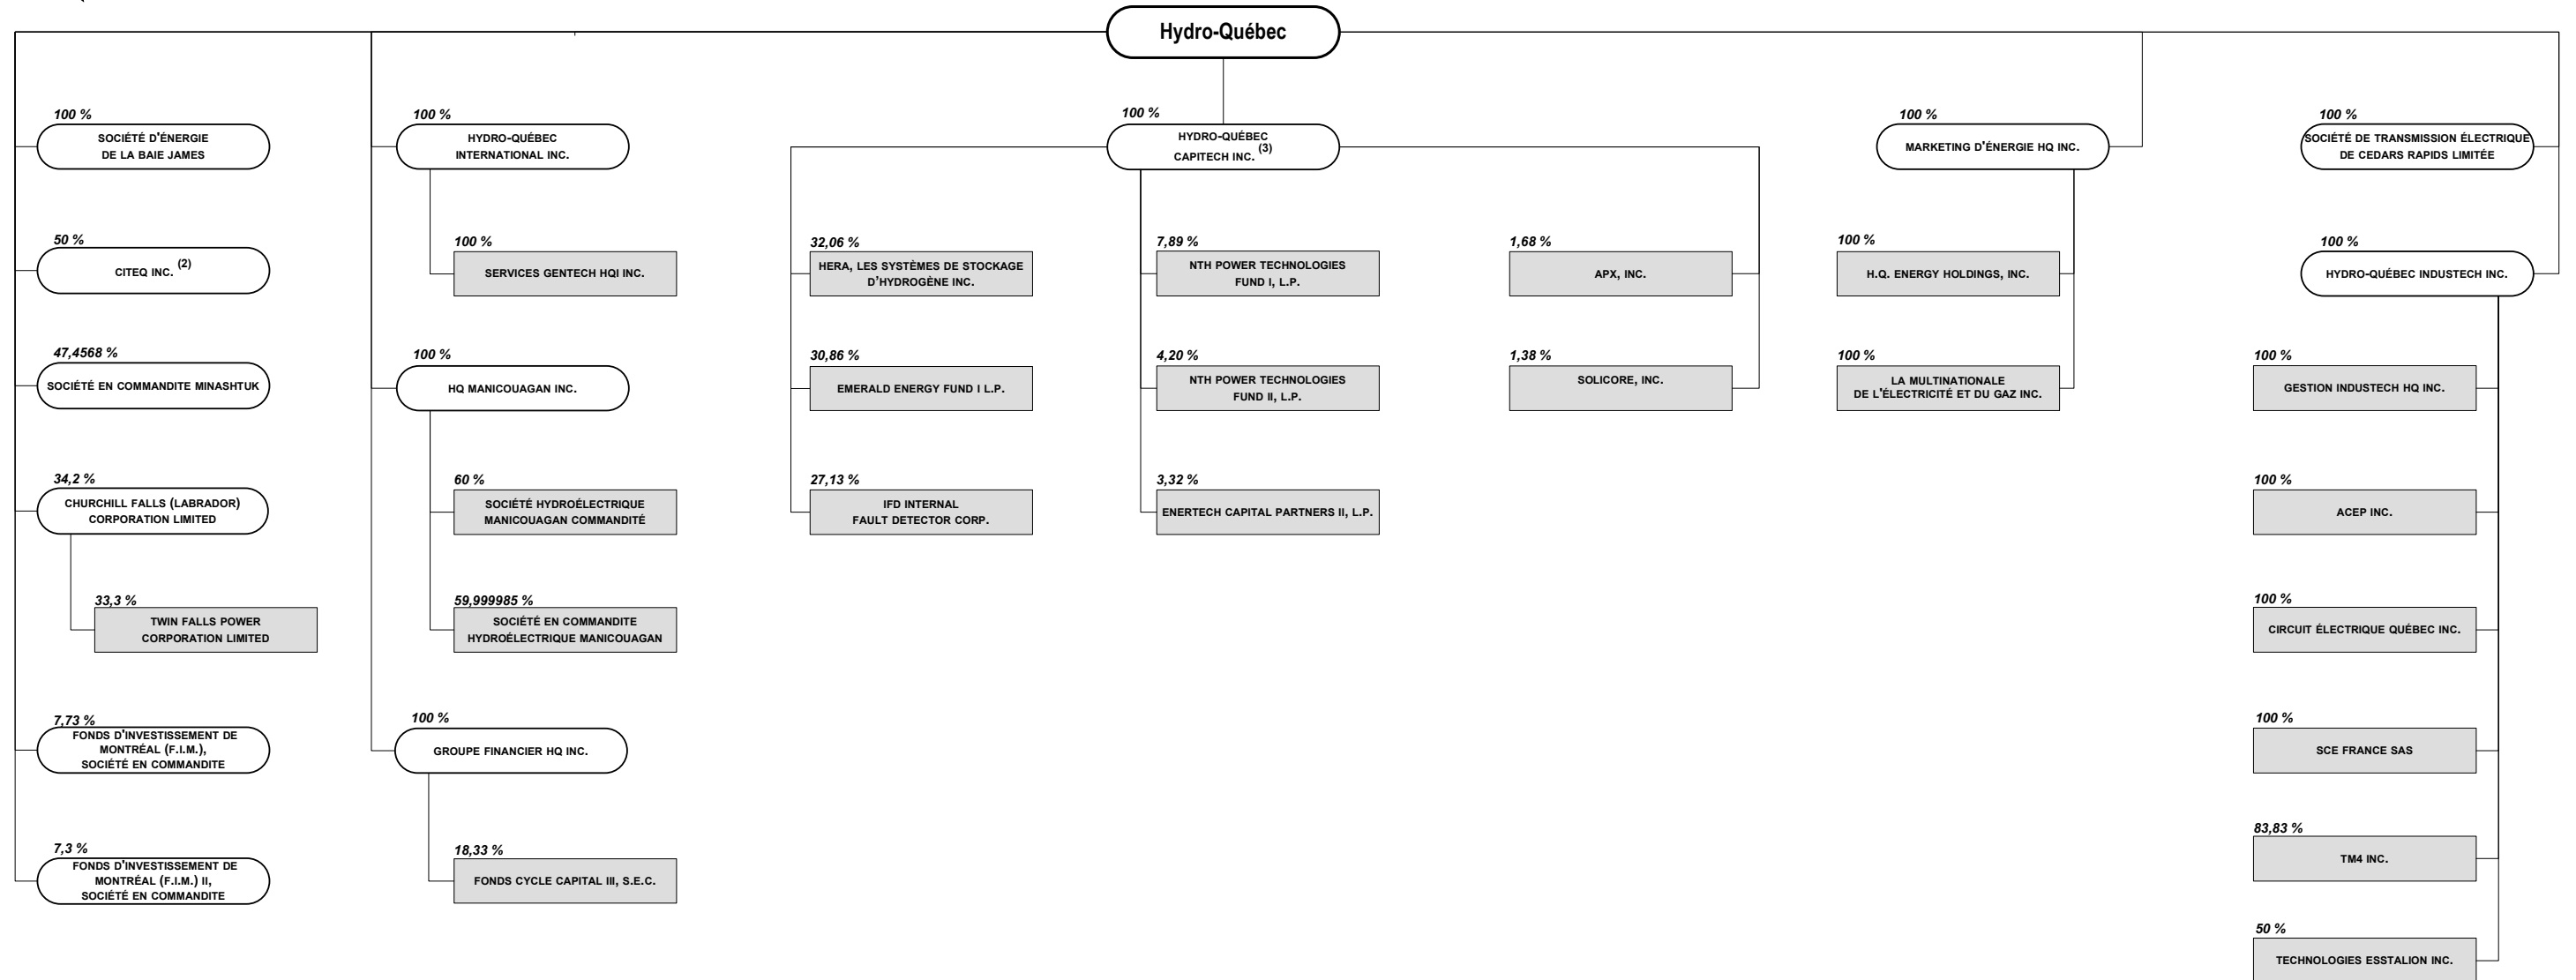 Hydro-Québec
100 %
SOCIÉTÉ D'ÉNERGIE
DE LA BAIE JAMES
50 %
CITEQ INC. (2)
47,4568 %
SOCIÉTÉ EN COMMANDITE MINASHTUK
34,2 %
CHURCHILL FALLS (LABRADOR)
CORPORATION LIMITED
33,3 %
TWIN FALLS POWER
CORPORATION LIMITED
7,73 %
FONDS D'INVESTISSEMENT DE
MONTRÉAL (F.I.M.),
SOCIÉTÉ EN COMMANDITE
7,3 %
FONDS D'INVESTISSEMENT DE
MONTRÉAL (F.I.M.) II,
SOCIÉTÉ EN COMMANDITE
100 %
HYDRO-QUÉBEC
INTERNATIONAL INC.
100 %
SERVICES GENTECH HQI INC.
100 %
HQ MANICOUAGAN INC.
60 %
SOCIÉTÉ HYDROÉLECTRIQUE
MANICOUAGAN COMMANDITÉ
59,999985 %
SOCIÉTÉ EN COMMANDITE
HYDROÉLECTRIQUE MANICOUAGAN
100 %
GROUPE FINANCIER HQ INC.
18,33 %
FONDS CYCLE CAPITAL III, S.E.C.
100 %
HYDRO-QUÉBEC
CAPITECH INC. (3)
32,06 %
HERA, LES SYSTÈMES DE STOCKAGE
D'HYDROGÈNE INC.
30,86 %
EMERALD ENERGY FUND I L.P.
27,13 %
IFD INTERNAL
FAULT DETECTOR CORP.
7,89 %
NTH POWER TECHNOLOGIES
FUND I, L.P.
4,20 %
NTH POWER TECHNOLOGIES
FUND II, L.P.
3,32 %
ENERTECH CAPITAL PARTNERS II, L.P.
1,68 %
APX, INC.
1,38 %
SOLICORE, INC.
100 %
MARKETING D'ÉNERGIE HQ INC.
100 %
H.Q. ENERGY HOLDINGS, INC.
100 %
LA MULTINATIONALE
DE L'ÉLECTRICITÉ ET DU GAZ INC.
100 %
SOCIÉTÉ DE TRANSMISSION ÉLECTRIQUE
DE CEDARS RAPIDS LIMITÉE
100 %
HYDRO-QUÉBEC INDUSTECH INC.
100 %
GESTION INDUSTECH HQ INC.
100 %
ACEP INC.
100 %
CIRCUIT ÉLECTRIQUE QUÉBEC INC.
100 %
SCE FRANCE SAS
83,83 %
TM4 INC.
50 %
TECHNOLOGIES ESSTALION INC.